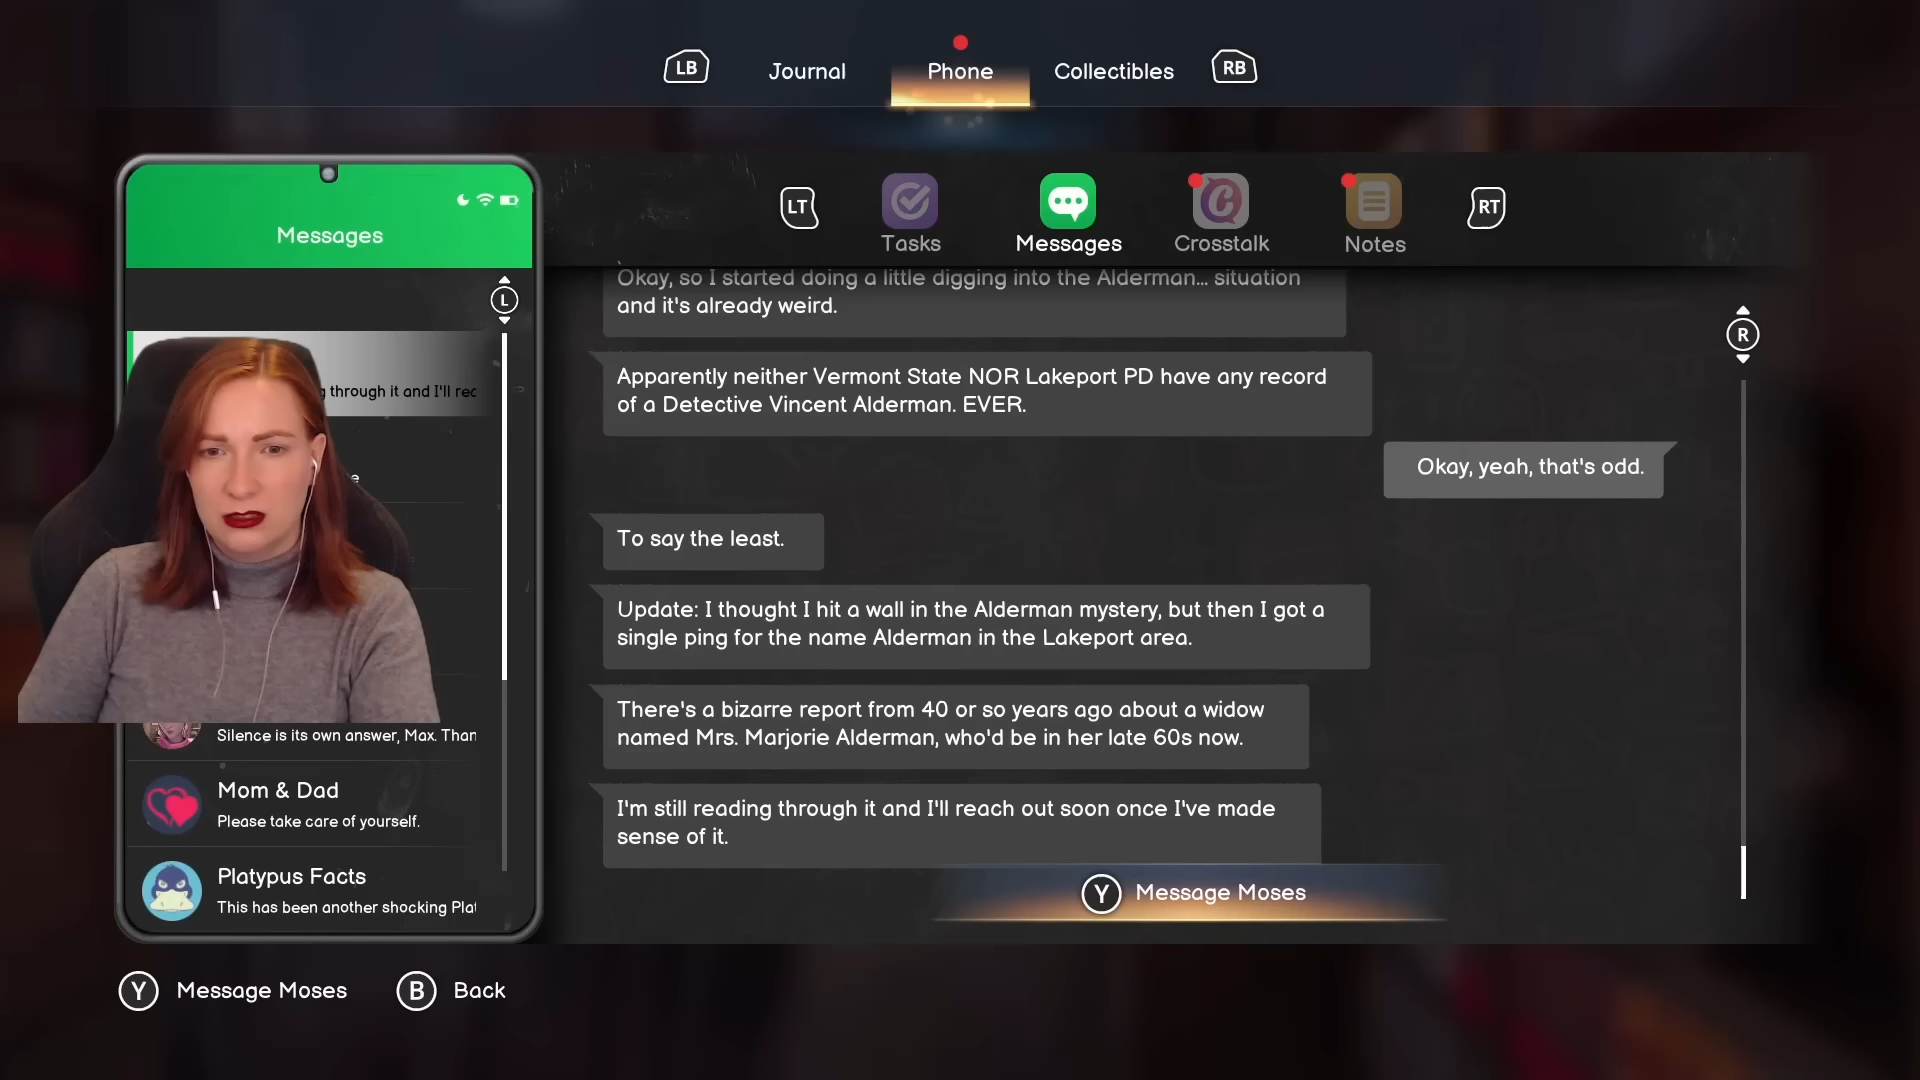 LB
Journal
Phone
Collectibles
RB
Messages
LT
Tasks
Messages
Crosstalk
Notes
RT
L
through it and I'll rec
Silence is its own answer, Max. Than
Mom & Dad
Please take care of yourself.
Platypus Facts
This has been another shocking Plat
Okay, so I started doing a little digging into the Alderman... situation
and it's already weird.
Apparently neither Vermont State NOR Lakeport PD have any record
of a Detective Vincent Alderman. EVER.
Okay, yeah, that's odd.
To say the least.
Update: I thought I hit a wall in the Alderman mystery, but then I got a
single ping for the name Alderman in the Lakeport area.
There's a bizarre report from 40 or so years ago about a widow
named Mrs. Marjorie Alderman, who'd be in her late 60s now.
I'm still reading through it and I'll reach out soon once I've made
sense of it.
R
Y Message Moses
Y Message Moses
B Back